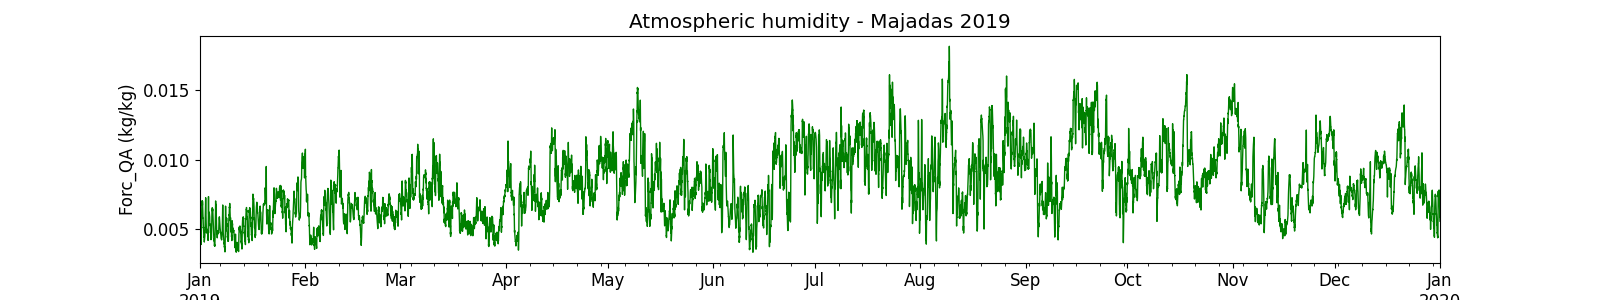 Atmospheric humidity - Majadas 2019
Forc_QA (kg/kg)
0.015
0.010
0.005
Jan Feb Mar Apr May Jun Jul Aug Sep Oct Nov Dec Jan
2019 2020